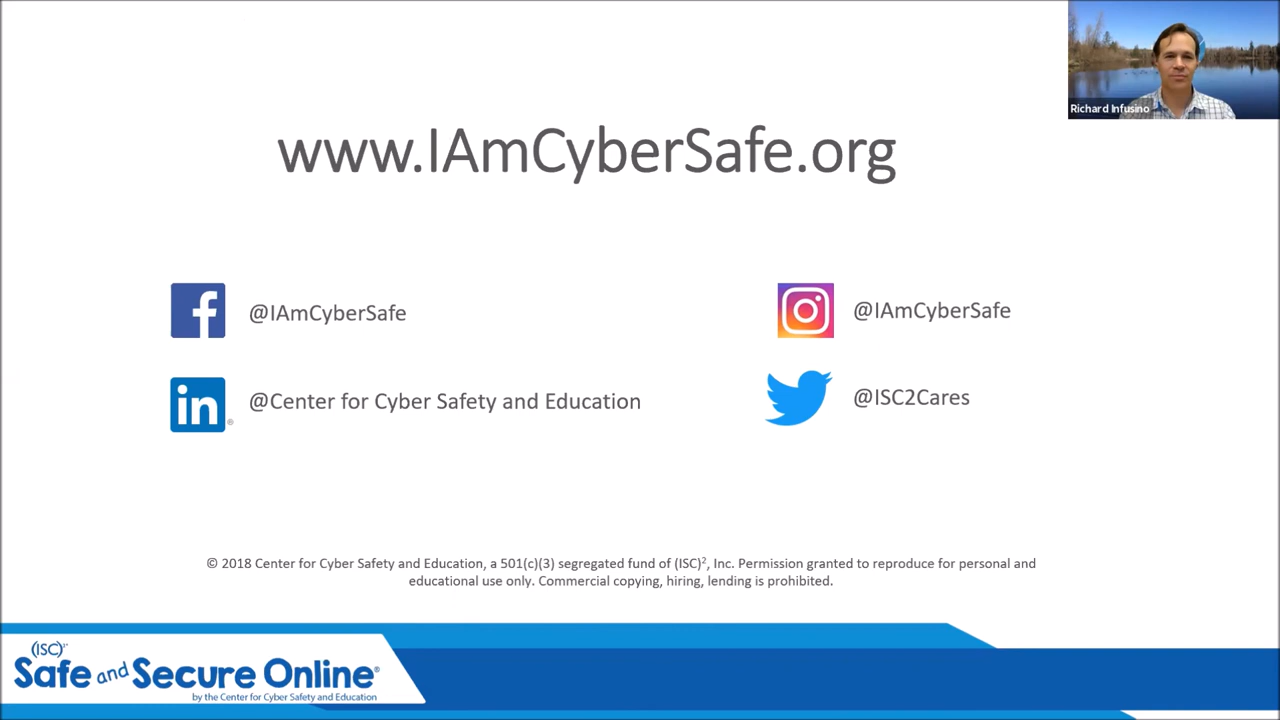 Richard Infusino
www.IAmCyberSafe.org
@IAmCyberSafe
@IAmCyberSafe
in®
@Center for Cyber Safety and Education
@ISC2Cares
© 2018 Center for Cyber Safety and Education, a 501(c)(3) segregated fund of (ISC)², Inc. Permission granted to reproduce for personal and
educational use only. Commercial copying, hiring, lending is prohibited.
(ISC)²®
Safe and Secure Online®
by the Center for Cyber Safety and Education